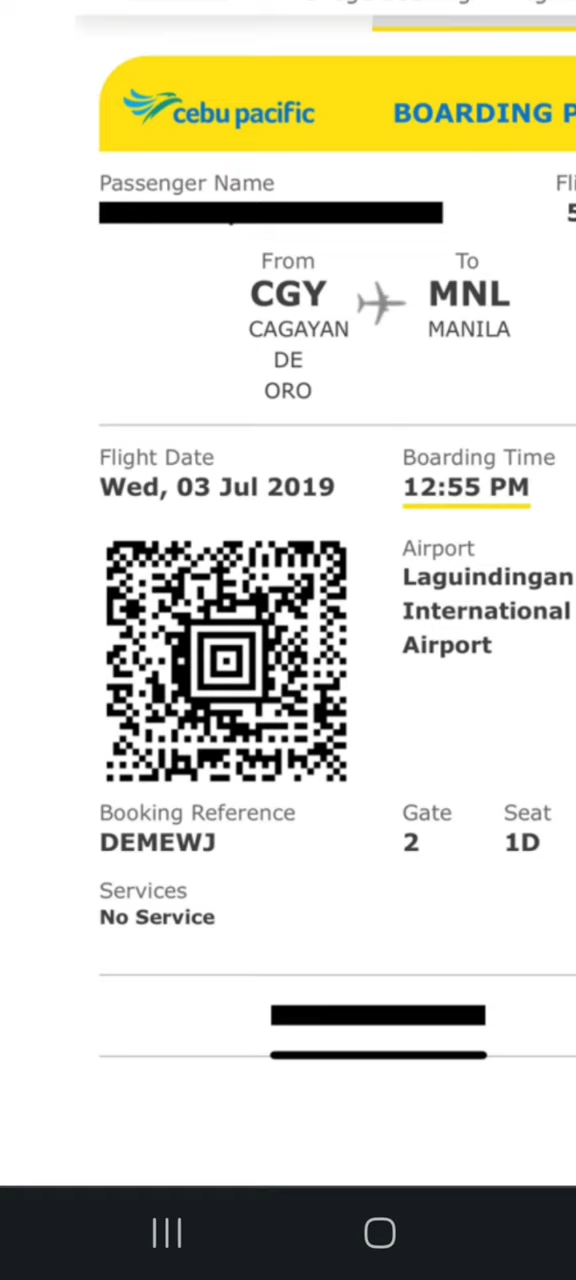 cebu pacific BOARDING P
Passenger Name Fli
5
From To
CGY MNL
CAGAYAN MANILA
DE
ORO
Flight Date Boarding Time
Wed, 03 Jul 2019 12:55 PM
Airport
Laguindingan
International
Airport
Booking Reference Gate Seat
DEMEWJ 2 1D
Services
No Service